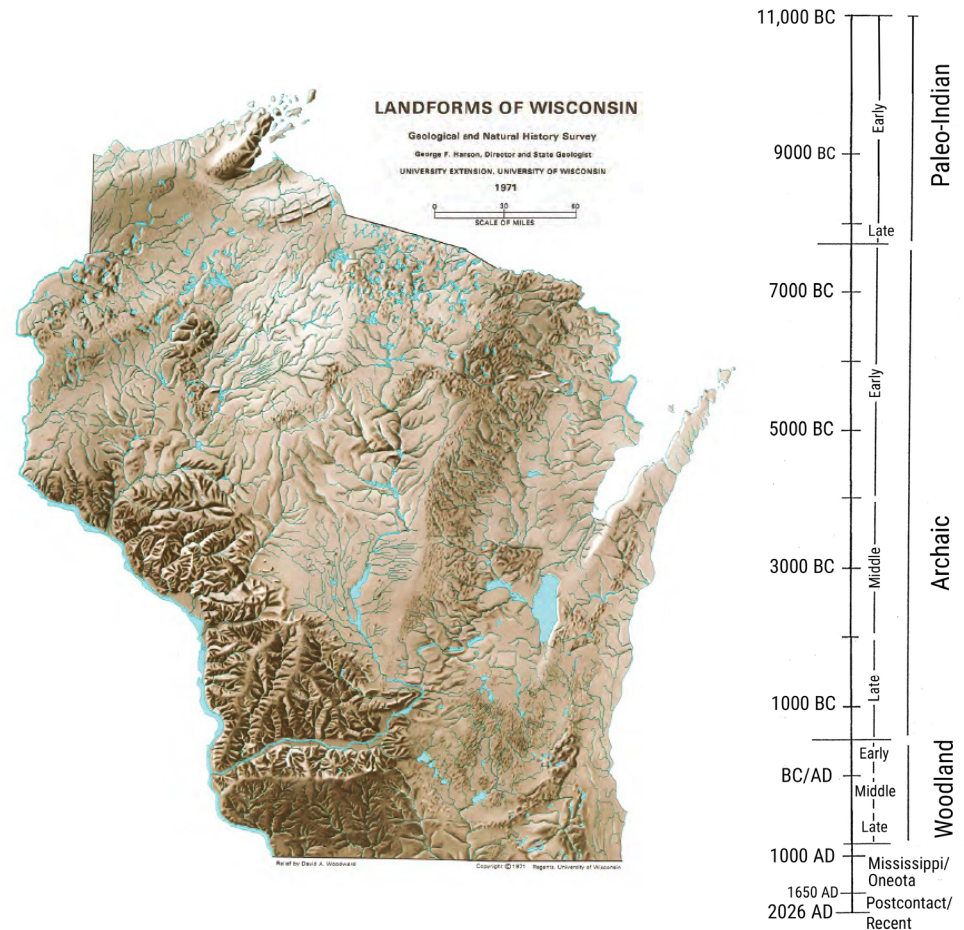 LANDFORMS OF WISCONSIN
Geological and Natural History Survey
George F. Hanson, Director and State Geologist
UNIVERSITY EXTENSION, UNIVERSITY OF WISCONSIN
1971
0 30 60
SCALE OF MILES
Relief by David A. Woodward
Copyright © 1971 Regents, University of Wisconsin
11,000 BC
Early
Paleo-Indian
9000 BC
Late
7000 BC
Early
5000 BC
Archaic
3000 BC
Middle
Late
1000 BC
Early
BC/AD
Middle
Woodland
Late
1000 AD
Mississippi/
Oneota
1650 AD
Postcontact/
2026 AD
Recent